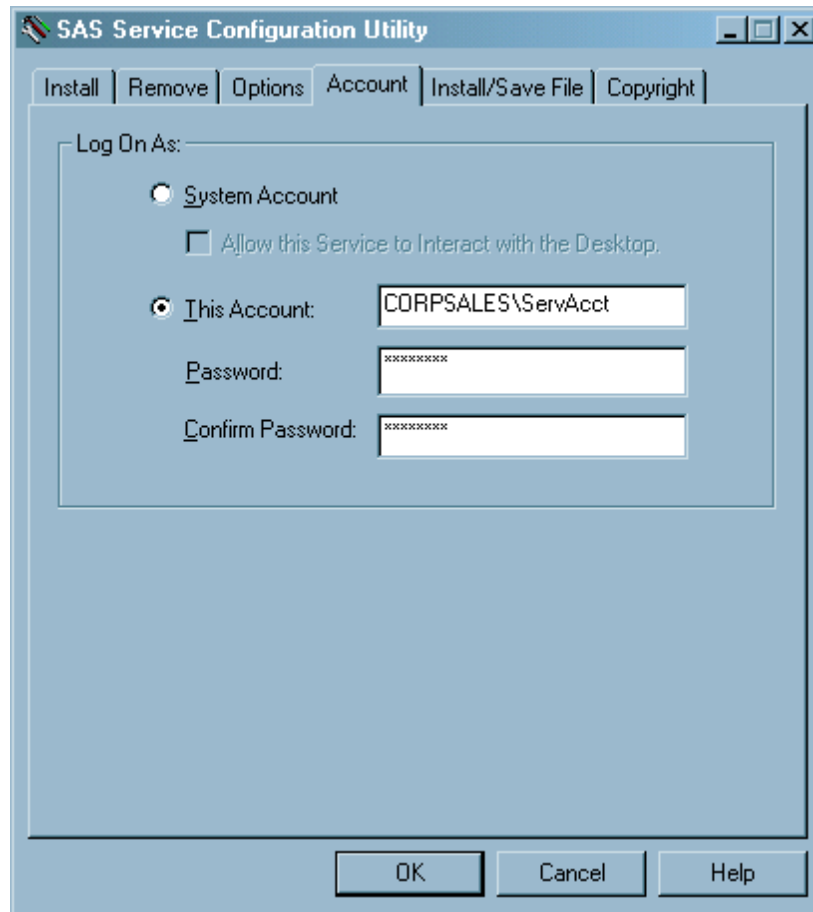 SAS Service Configuration Utility
Install Remove Options Account Install/Save File Copyright
Log On As:
System Account
Allow this Service to Interact with the Desktop.
This Account: CORPSALES\ServAcct
Password: ********
Confirm Password: ********
OK Cancel Help